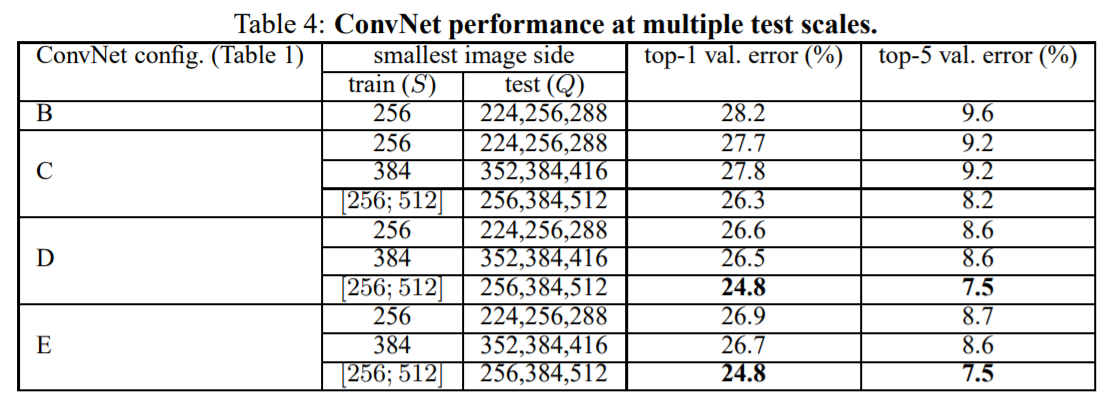 Table 4: ConvNet performance at multiple test scales.
ConvNet config. (Table 1) smallest image side top-1 val. error (%) top-5 val. error (%)
train (S) test (Q)
B 256 224,256,288 28.2 9.6
256 224,256,288 27.7 9.2
C 384 352,384,416 27.8 9.2
[256; 512] 256,384,512 26.3 8.2
256 224,256,288 26.6 8.6
D 384 352,384,416 26.5 8.6
[256; 512] 256,384,512 24.8 7.5
256 224,256,288 26.9 8.7
E 384 352,384,416 26.7 8.6
[256; 512] 256,384,512 24.8 7.5